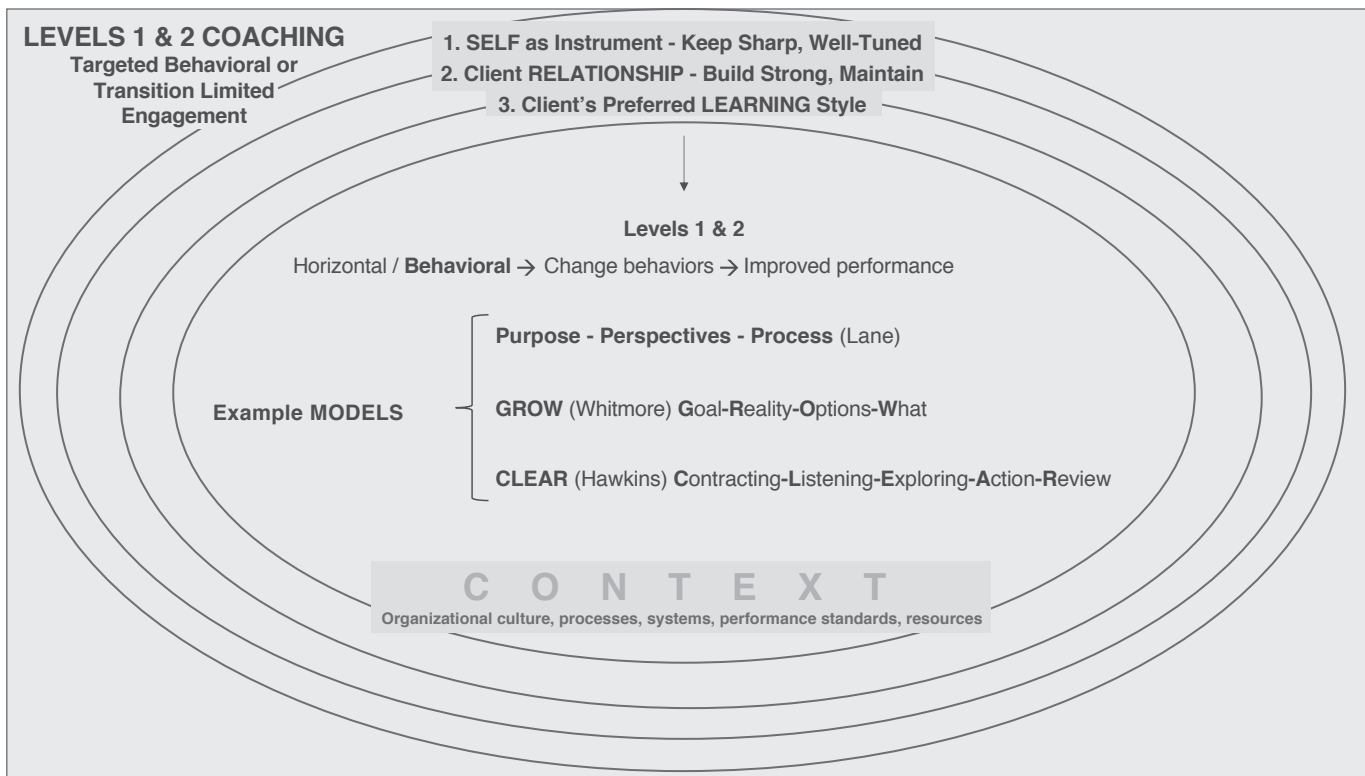 LEVELS 1 & 2 COACHING
Targeted Behavioral or
Transition Limited
Engagement
1. SELF as Instrument - Keep Sharp, Well-Tuned
2. Client RELATIONSHIP - Build Strong, Maintain
3. Client's Preferred LEARNING Style
Levels 1 & 2
Horizontal / Behavioral → Change behaviors → Improved performance
Example MODELS
Purpose - Perspectives - Process (Lane)
GROW (Whitmore) Goal-Reality-Options-What
CLEAR (Hawkins) Contracting-Listening-Exploring-Action-Review
C O N T E X T
Organizational culture, processes, systems, performance standards, resources